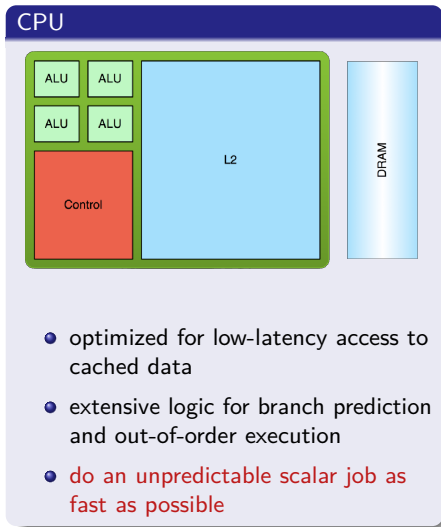 CPU
ALU ALU
ALU ALU
L2
DRAM
Control
optimized for low-latency access to
cached data
extensive logic for branch prediction
and out-of-order execution
do an unpredictable scalar job as
fast as possible